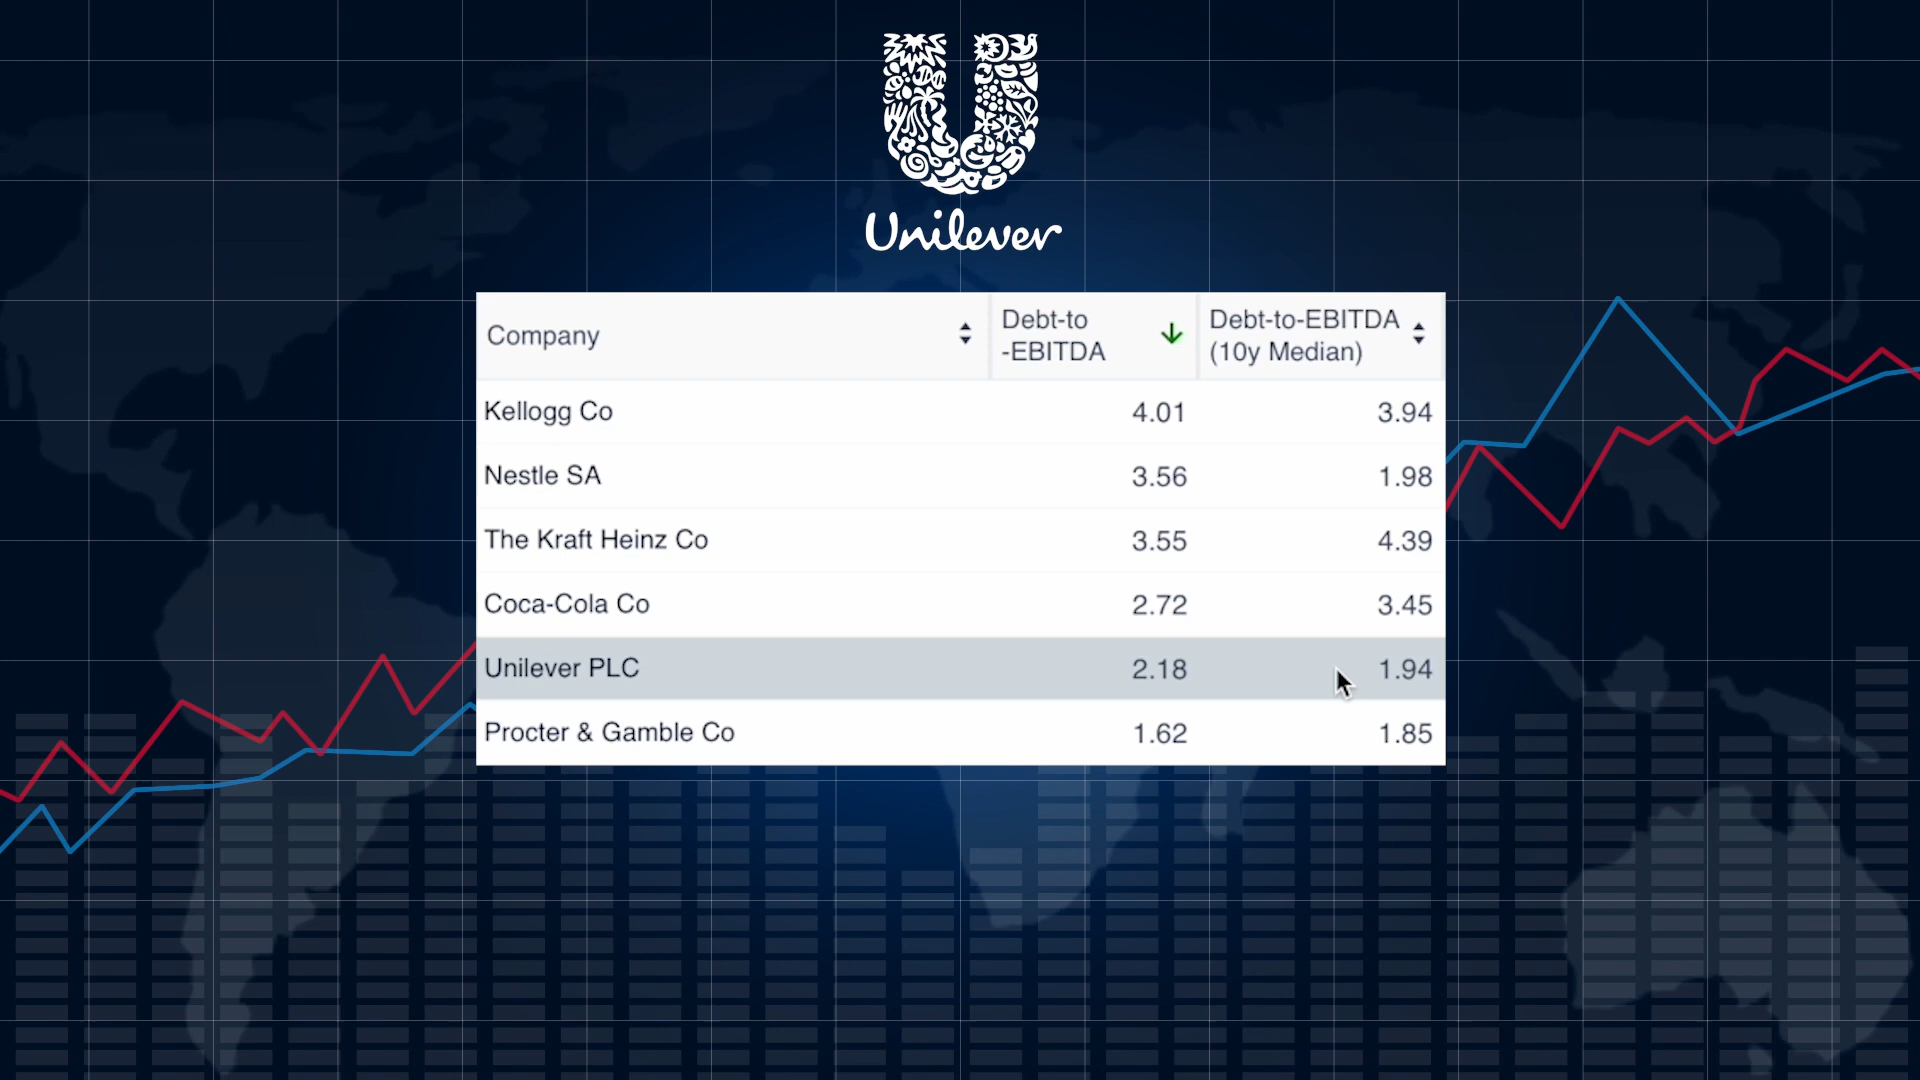 Unilever
Company
Debt-to
-EBITDA
Debt-to-EBITDA
(10y Median)
Kellogg Co 4.01 3.94
Nestle SA 3.56 1.98
The Kraft Heinz Co 3.55 4.39
Coca-Cola Co 2.72 3.45
Unilever PLC 2.18 1.94
Procter & Gamble Co 1.62 1.85